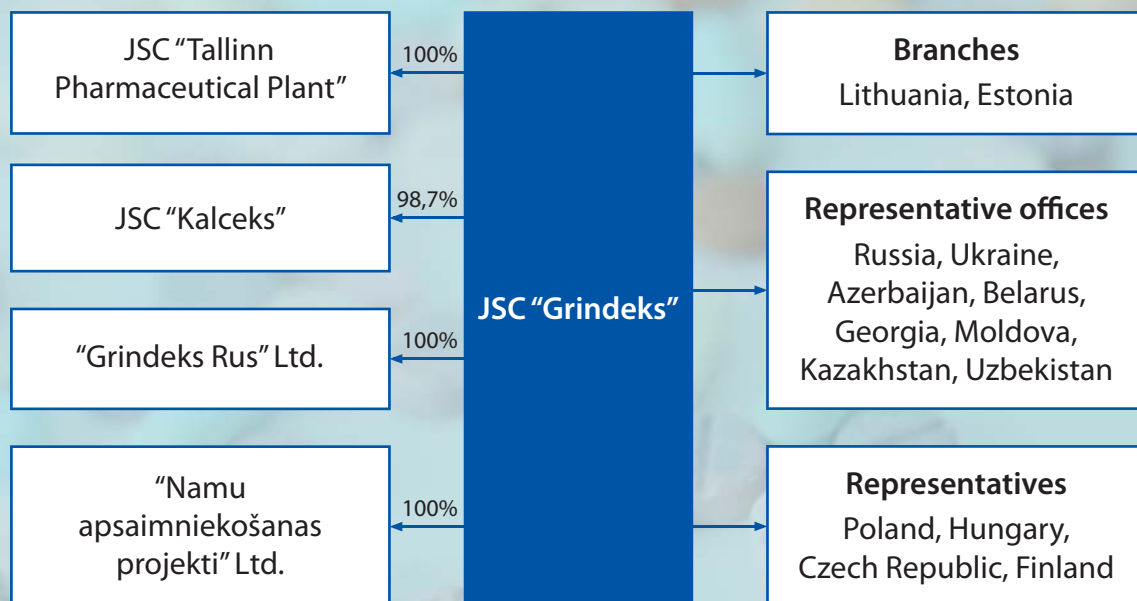 JSC “Tallinn
Pharmaceutical Plant”
100%
JSC “Kalceks”
98,7%
“Grindeks Rus” Ltd.
100%
“Namu
apsaimniekošanas
projekti” Ltd.
100%
JSC “Grindeks”
Branches
Lithuania, Estonia
Representative offices
Russia, Ukraine,
Azerbaijan, Belarus,
Georgia, Moldova,
Kazakhstan, Uzbekistan
Representatives
Poland, Hungary,
Czech Republic, Finland